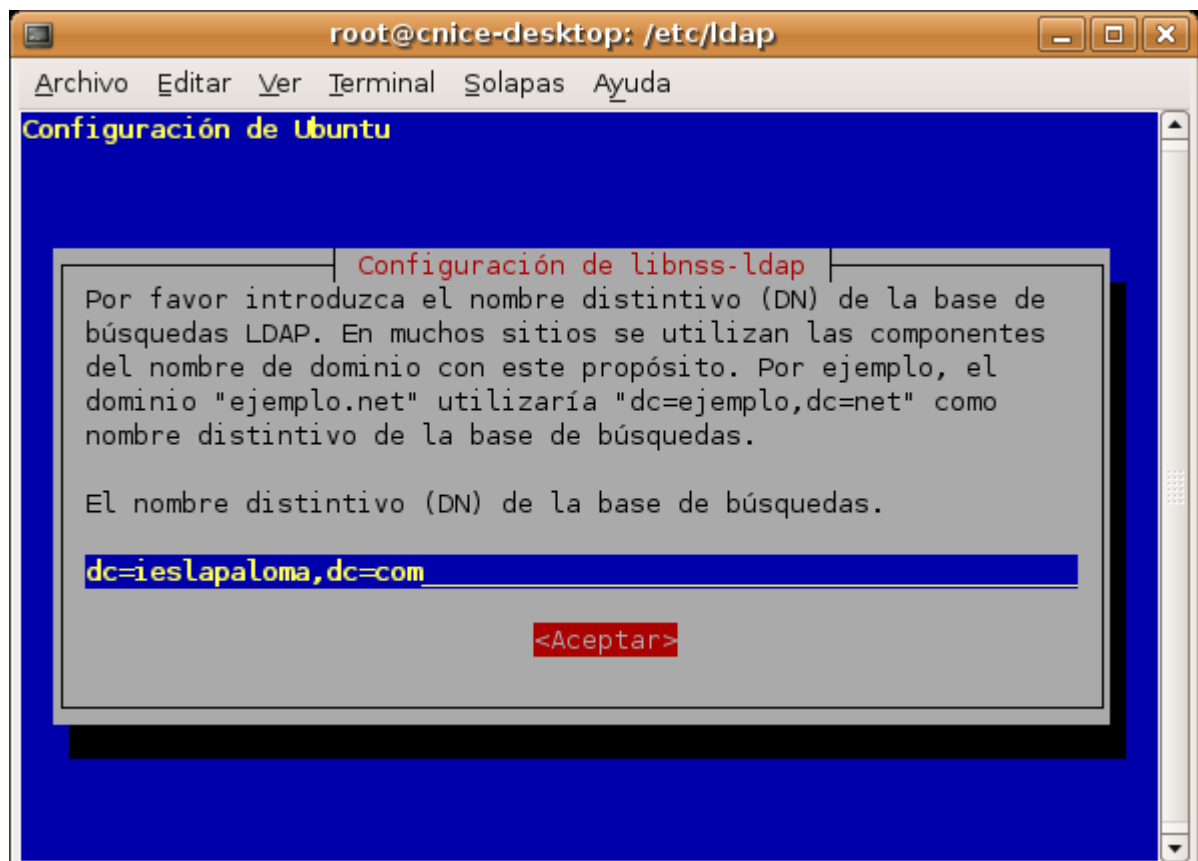 root@cnice-desktop: /etc/ldap
Archivo Editar Ver Terminal Solapas Ayuda
Configuración de Ubuntu
Configuración de libnss-ldap
Por favor introduzca el nombre distintivo (DN) de la base de
búsquedas LDAP. En muchos sitios se utilizan las componentes
del nombre de dominio con este propósito. Por ejemplo, el
dominio "ejemplo.net" utilizaría "dc=ejemplo,dc=net" como
nombre distintivo de la base de búsquedas.
El nombre distintivo (DN) de la base de búsquedas.
dc=ieslapaloma,dc=com
<Aceptar>